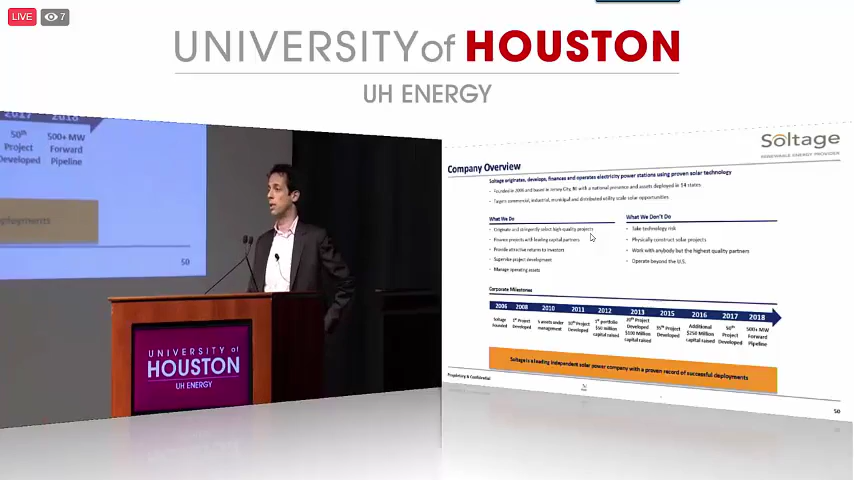 LIVE 7
UNIVERSITY of HOUSTON
UH ENERGY
2017 2018
50th 500+ MW
Project Forward
Developed Pipeline
deployments
50
UNIVERSITY of
HOUSTON
UH ENERGY
Soltage
RENEWABLE ENERGY PROVIDER
Company Overview
Soltage originates, develops, finances and operates electricity power stations using proven solar technology
- Founded in 2006 and based in Jersey City, NJ with a national presence and assets deployed in 14 states.
- Targets commercial, industrial, municipal and distributed utility scale solar opportunities
What We Do
- Originate and stringently select high quality projects
- Finance projects with leading capital partners
- Provide attractive returns to investors
- Supervise project development
- Manage operating assets
What We Don't Do
- Take technology risk
- Physically construct solar projects
- Work with anybody but the highest quality partners
- Operate beyond the U.S.
Corporate Milestones
2006 2008 2010 2011 2012 2013 2015 2016 2017 2018
Soltage
Founded
1st Project
Developed
5 assets under
management
10th Project
Developed
1st portfolio
$50 million
capital raised
20th Project
Developed
$100 Million
capital raised
35th Project
Developed
Additional
$250 Million
capital raised
50th
Project
Developed
500+ MW
Forward
Pipeline
Soltage is a leading independent solar power company with a proven record of successful deployments
Proprietary & Confidential
50